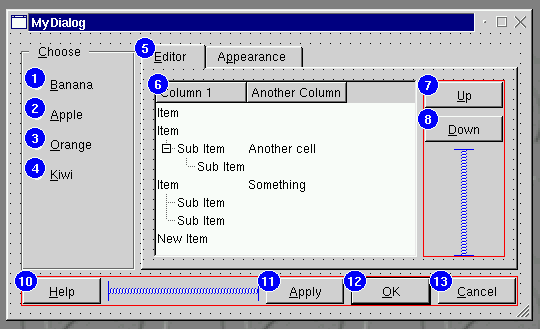 MyDialog
Choose
1 Banana
2 Apple
3 Orange
4 Kiwi
5 Editor Appearance
6 Column 1 Another Column
Item
Item
Sub Item Another cell
Sub Item
Item Something
Sub Item
Sub Item
New Item
7 Up
8 Down
10 Help
11 Apply
12 OK
13 Cancel